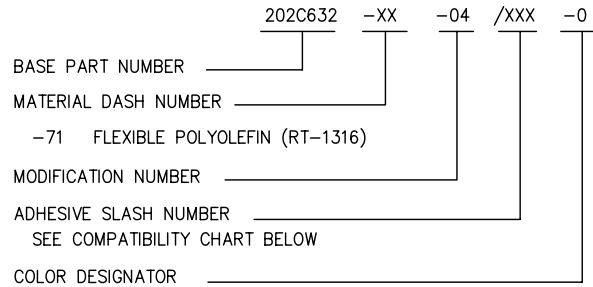 202C632 -XX -04 /XXX -0
BASE PART NUMBER
MATERIAL DASH NUMBER
-71 FLEXIBLE POLYOLEFIN (RT-1316)
MODIFICATION NUMBER
ADHESIVE SLASH NUMBER
SEE COMPATIBILITY CHART BELOW
COLOR DESIGNATOR